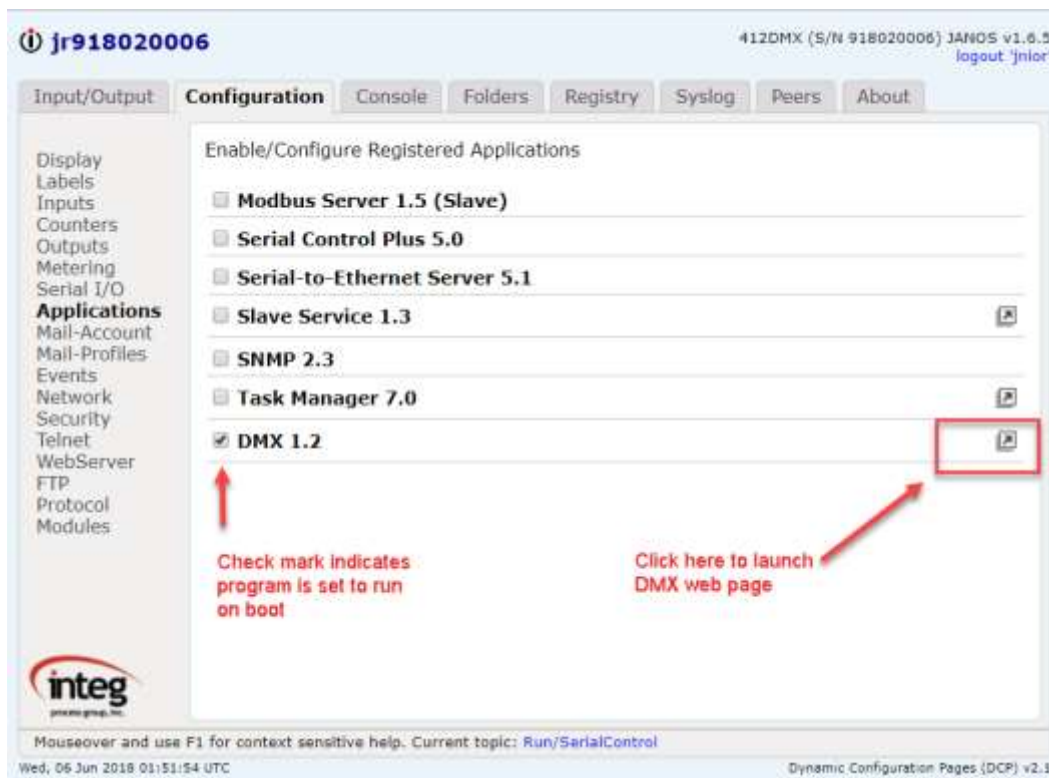 jr918020006
412DMX (S/N 918020006) JANOS v1.6.5
logout 'jnior'
Input/Output Configuration Console Folders Registry Syslog Peers About
Display
Labels
Inputs
Counters
Outputs
Metering
Serial I/O
Applications
Mail-Account
Mail-Profiles
Events
Network
Security
Telnet
WebServer
FTP
Protocol
Modules
Enable/Configure Registered Applications
Modbus Server 1.5 (Slave)
Serial Control Plus 5.0
Serial-to-Ethernet Server 5.1
Slave Service 1.3
SNMP 2.3
Task Manager 7.0
DMX 1.2
Check mark indicates
program is set to run
on boot
Click here to launch
DMX web page
integ
process group, inc.
Mouseover and use F1 for context sensitive help. Current topic: Run/SerialControl
Wed, 06 Jun 2018 01:51:54 UTC
Dynamic Configuration Pages (DCP) v2.1